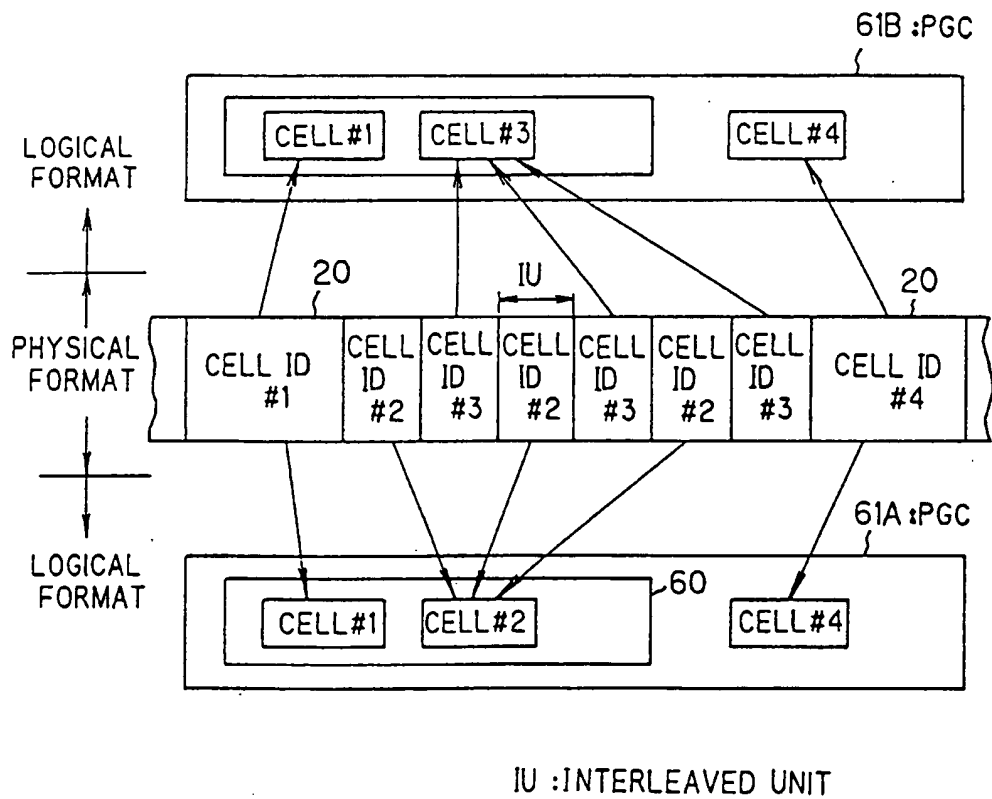 61B :PGC
CELL#1
CELL#3
CELL#4
LOGICAL
FORMAT
20
IU
20
PHYSICAL
FORMAT
CELL ID
#1
CELL
ID
#2
CELL
ID
#3
CELL
ID
#2
CELL
ID
#3
CELL
ID
#2
CELL
ID
#3
CELL ID
#4
61A :PGC
LOGICAL
FORMAT
60
CELL#1
CELL#2
CELL#4
IU :INTERLEAVED UNIT